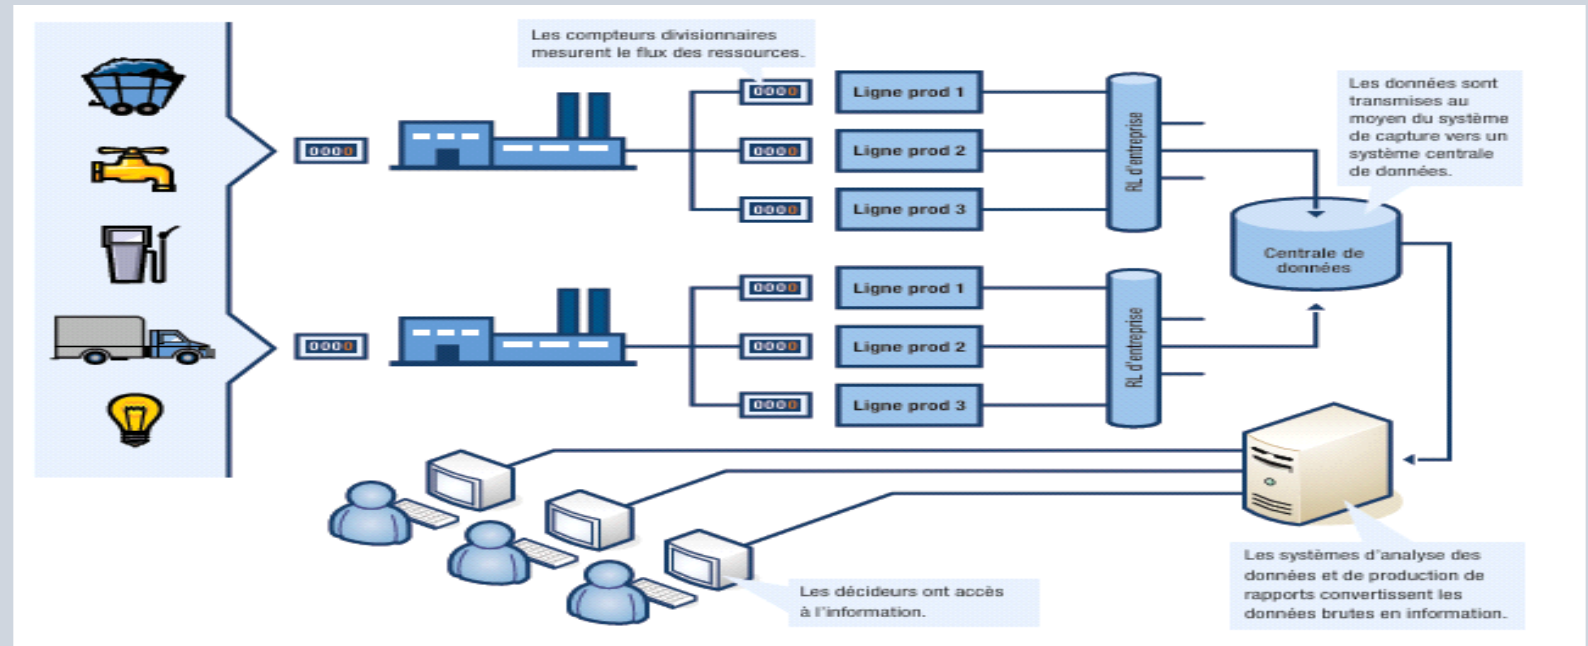 Les compteurs divisionnaires
mesurent le flux des ressources.
0000
Ligne prod 1
0000
0000
Ligne prod 2
0000
Ligne prod 3
RL d'entreprise
Les données sont
transmises au
moyen du système
de capture vers un
système centrale
de données.
Centrale de
données
0000
Ligne prod 1
0000
0000
Ligne prod 2
0000
Ligne prod 3
RL d'entreprise
Les décideurs ont accès
à l'information.
Les systèmes d'analyse des
données et de production de
rapports convertissent les
données brutes en information.